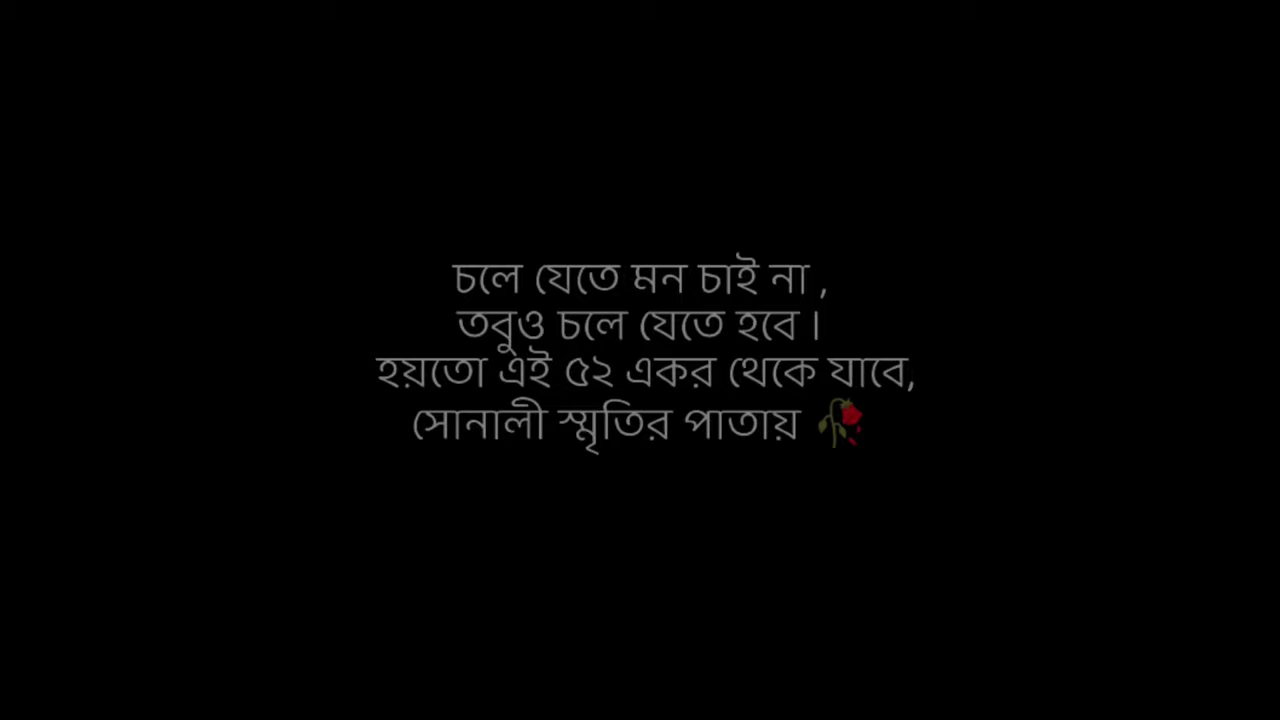 চলে যেতে মন চাই না ,
তবুও চলে যেতে হবে ।
হয়তো এই ৫২ একর থেকে যাবে,
সোনালী স্মৃতির পাতায় 🥀